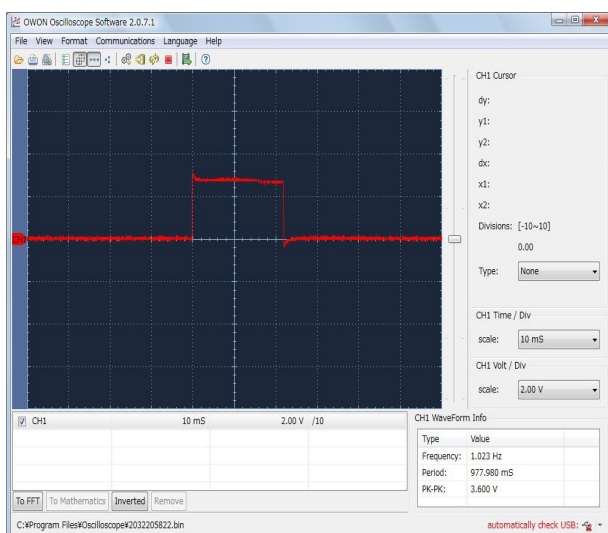 OWON Oscilloscope Software 2.0.7.1
File View Format Communications Language Help
CH1 Cursor
dy:
y1:
y2:
dx:
x1:
x2:
Divisions: [-10~10]
0.00
Type: None
CH1
CH1 Time / Div
scale: 10 mS
CH1 Volt / Div
scale: 2.00 V
CH1 10 mS 2.00 V /10
To FFT To Mathematics Inverted Remove
CH1 WaveForm Info
Type Value
Frequency: 1.023 Hz
Period: 977.980 mS
PK-PK: 3.600 V
C:¥Program Files¥Oscilloscope¥2032205822.bin
automatically check USB: